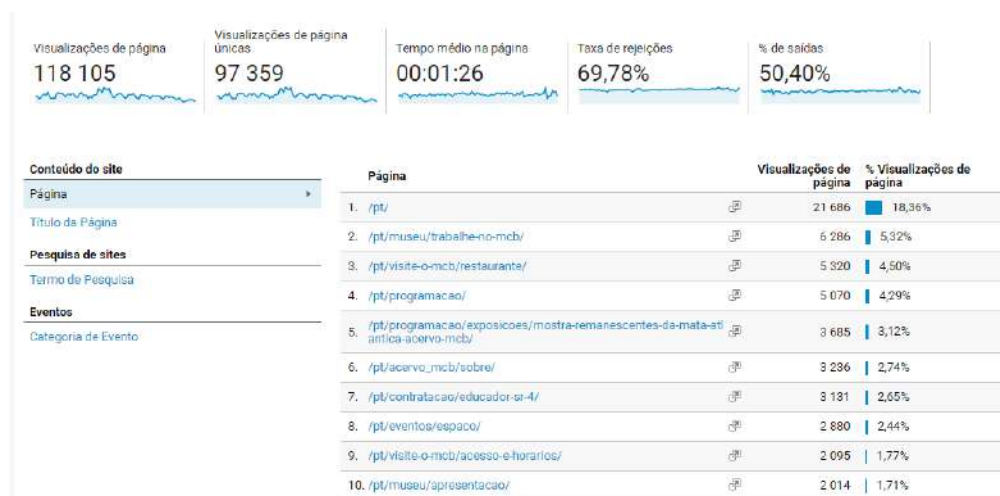 Visualizações de página
118 105
Visualizações de página
únicas
97 359
Tempo médio na página
00:01:26
Taxa de rejeições
69,78%
% de saídas
50,40%
Conteúdo do site
Página
Título da Página
Pesquisa de sites
Termo de Pesquisa
Eventos
Categoria de Evento
Página Visualizações de % Visualizações de
página página
1. /pt/ 21 686 18,36%
2. /pt/museu/trabalhe-no-mcb/ 6 286 5,32%
3. /pt/visite-o-mcb/restaurante/ 5 320 4,50%
4. /pt/programacao/ 5 070 4,29%
5. /pt/programacao/exposicoes/mostra-remanescentes-da-mata-atl
antica-acervo-mcb/ 3 685 3,12%
6. /pt/acervo_mcb/sobre/ 3 236 2,74%
7. /pt/contratacao/educador-sr-4/ 3 131 2,65%
8. /pt/eventos/espaco/ 2 880 2,44%
9. /pt/visite-o-mcb/acesso-e-horarios/ 2 095 1,77%
10. /pt/museu/apresentacao/ 2 014 1,71%